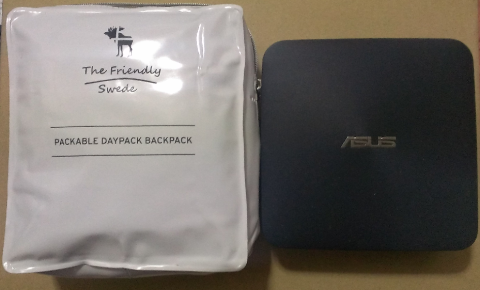 The Friendly
Swede
PACKABLE DAYPACK BACKPACK
ASUS